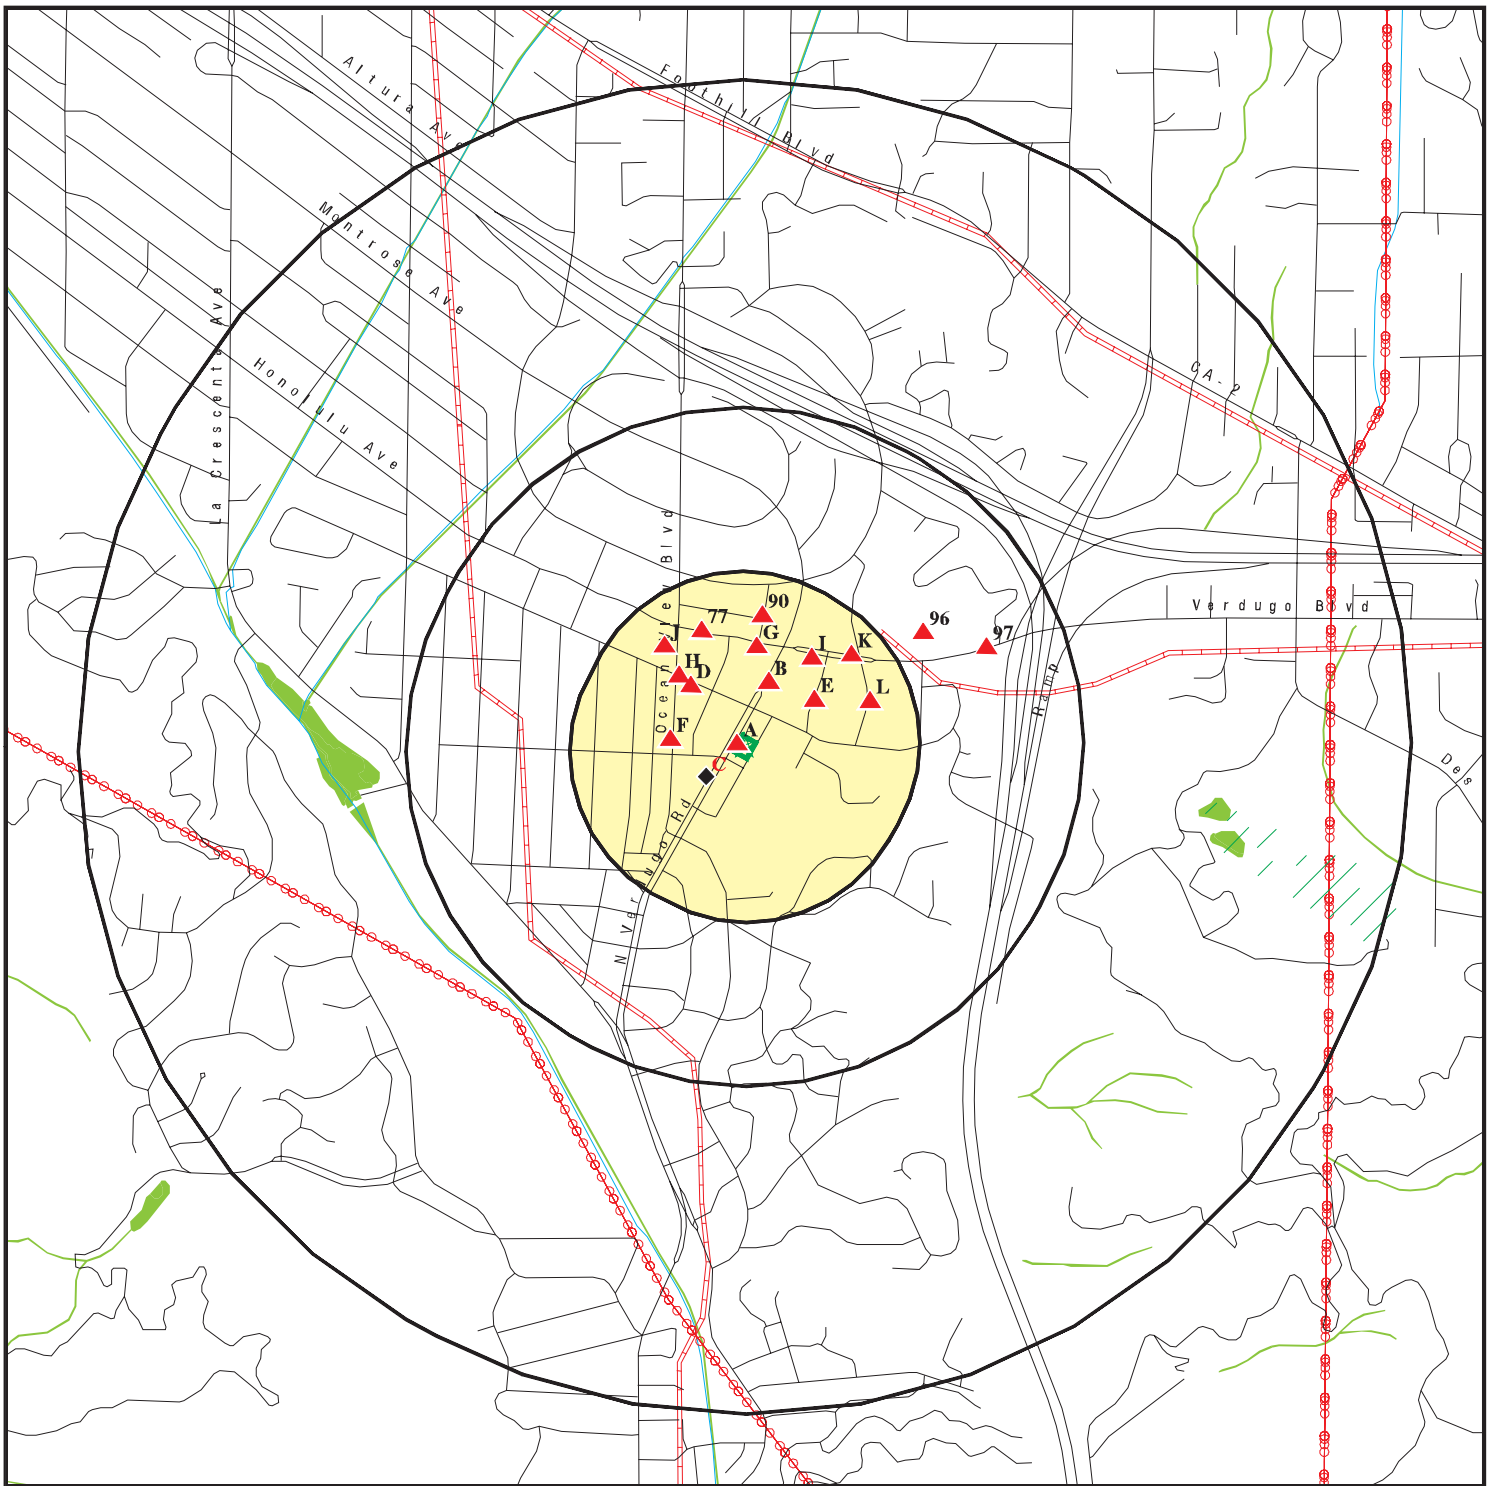 Foothill Blvd
Altura Ave
Montrose Ave
La Crescenta Ave
Honolulu Ave
CA-2
Ocean View Blvd
Verdugo Blvd
90
77
96
97
J
G
I
K
H
D
B
E
L
F
A
C
Ramp
Des
N Verdugo Rd